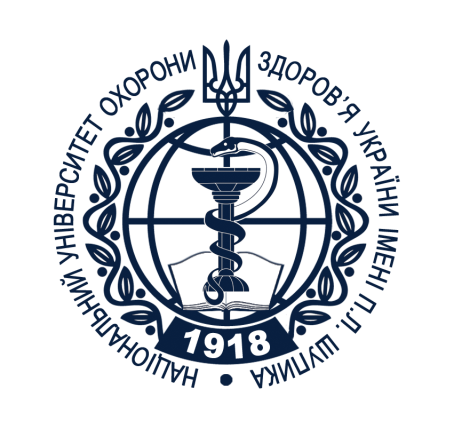 НАЦІОНАЛЬНИЙ УНІВЕРСИТЕТ ОХОРОНИ ЗДОРОВ'Я УКРАЇНИ ІМЕНІ П.Л. ШУПИКА
1918